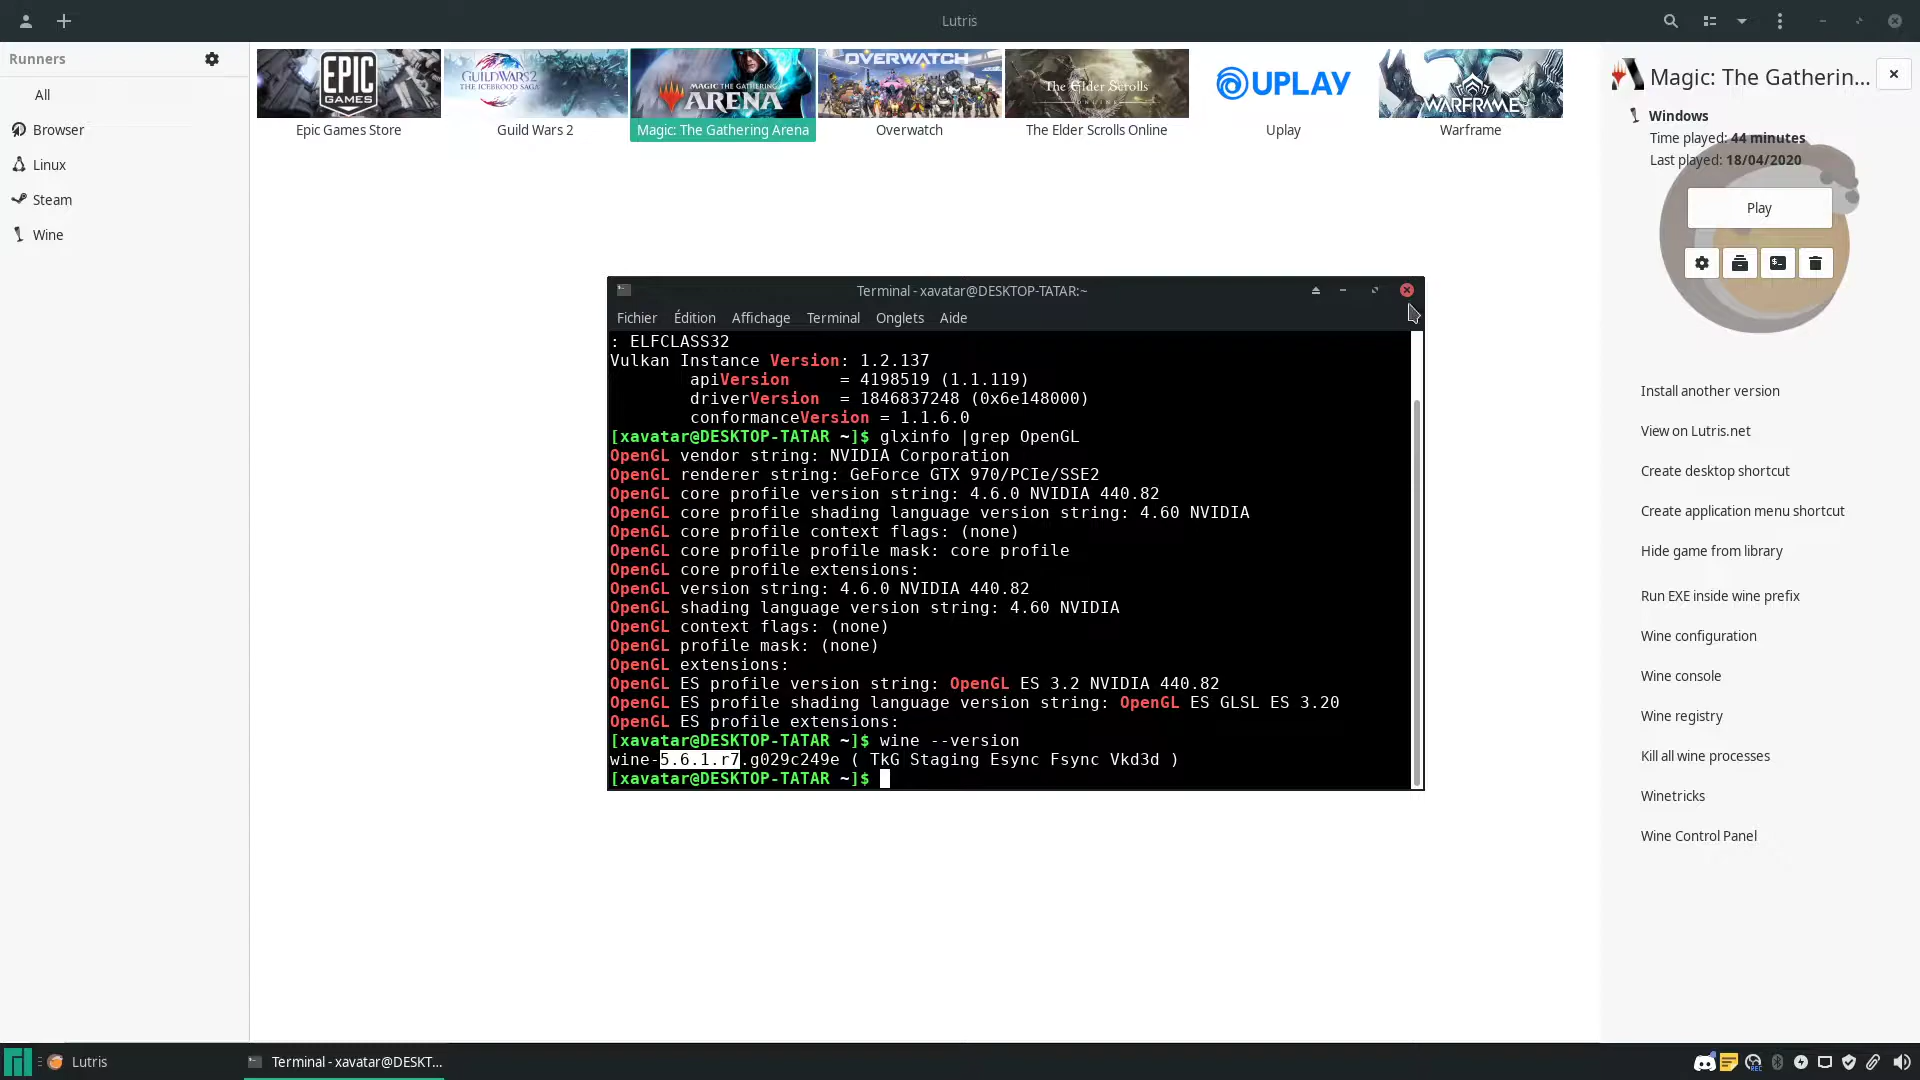 Lutris
Runners
All
Browser
Linux
Steam
Wine
EPIC
GAMES
GUILD WARS 2
THE ICEBROOD SAGA
MAGIC THE GATHERING
ARENA
OVERWATCH
The Elder Scrolls
ONLINE
UPLAY
WARFRAME
Epic Games Store
Guild Wars 2
Magic: The Gathering Arena
Overwatch
The Elder Scrolls Online
Uplay
Warframe
Magic: The Gatherin...
Windows
Time played: 44 minutes
Last played: 18/04/2020
Play
Install another version
View on Lutris.net
Create desktop shortcut
Create application menu shortcut
Hide game from library
Run EXE inside wine prefix
Wine configuration
Wine console
Wine registry
Kill all wine processes
Winetricks
Wine Control Panel
Terminal - xavatar@DESKTOP-TATAR:~
Fichier Édition Affichage Terminal Onglets Aide
: ELFCLASS32
Vulkan Instance Version: 1.2.137
apiVersion     = 4198519 (1.1.119)
driverVersion  = 1846837248 (0x6e148000)
conformanceVersion = 1.1.6.0
[xavatar@DESKTOP-TATAR ~]$ glxinfo |grep OpenGL
OpenGL vendor string: NVIDIA Corporation
OpenGL renderer string: GeForce GTX 970/PCIe/SSE2
OpenGL core profile version string: 4.6.0 NVIDIA 440.82
OpenGL core profile shading language version string: 4.60 NVIDIA
OpenGL core profile context flags: (none)
OpenGL core profile profile mask: core profile
OpenGL core profile extensions:
OpenGL version string: 4.6.0 NVIDIA 440.82
OpenGL shading language version string: 4.60 NVIDIA
OpenGL context flags: (none)
OpenGL profile mask: (none)
OpenGL extensions:
OpenGL ES profile version string: OpenGL ES 3.2 NVIDIA 440.82
OpenGL ES profile shading language version string: OpenGL ES GLSL ES 3.20
OpenGL ES profile extensions:
[xavatar@DESKTOP-TATAR ~]$ wine --version
wine-5.6.1.r7.g029c249e ( TkG Staging Esync Fsync Vkd3d )
[xavatar@DESKTOP-TATAR ~]$
Lutris
Terminal - xavatar@DESKT...
REC